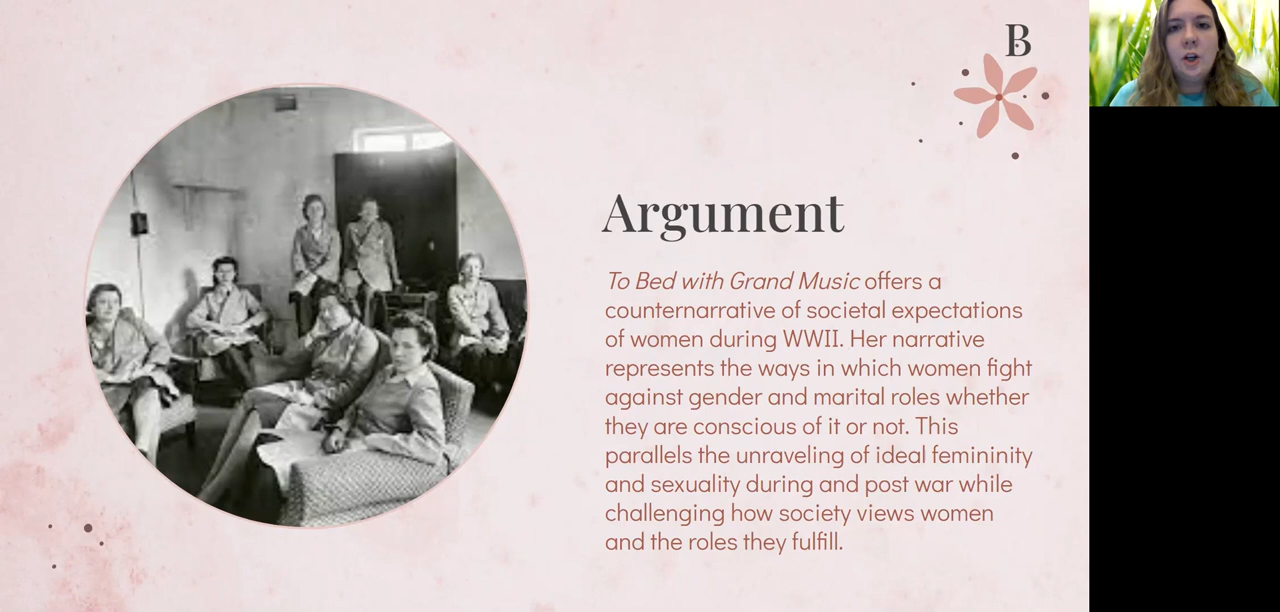 B
Argument
To Bed with Grand Music offers a
counternarrative of societal expectations
of women during WWII. Her narrative
represents the ways in which women fight
against gender and marital roles whether
they are conscious of it or not. This
parallels the unraveling of ideal femininity
and sexuality during and post war while
challenging how society views women
and the roles they fulfill.